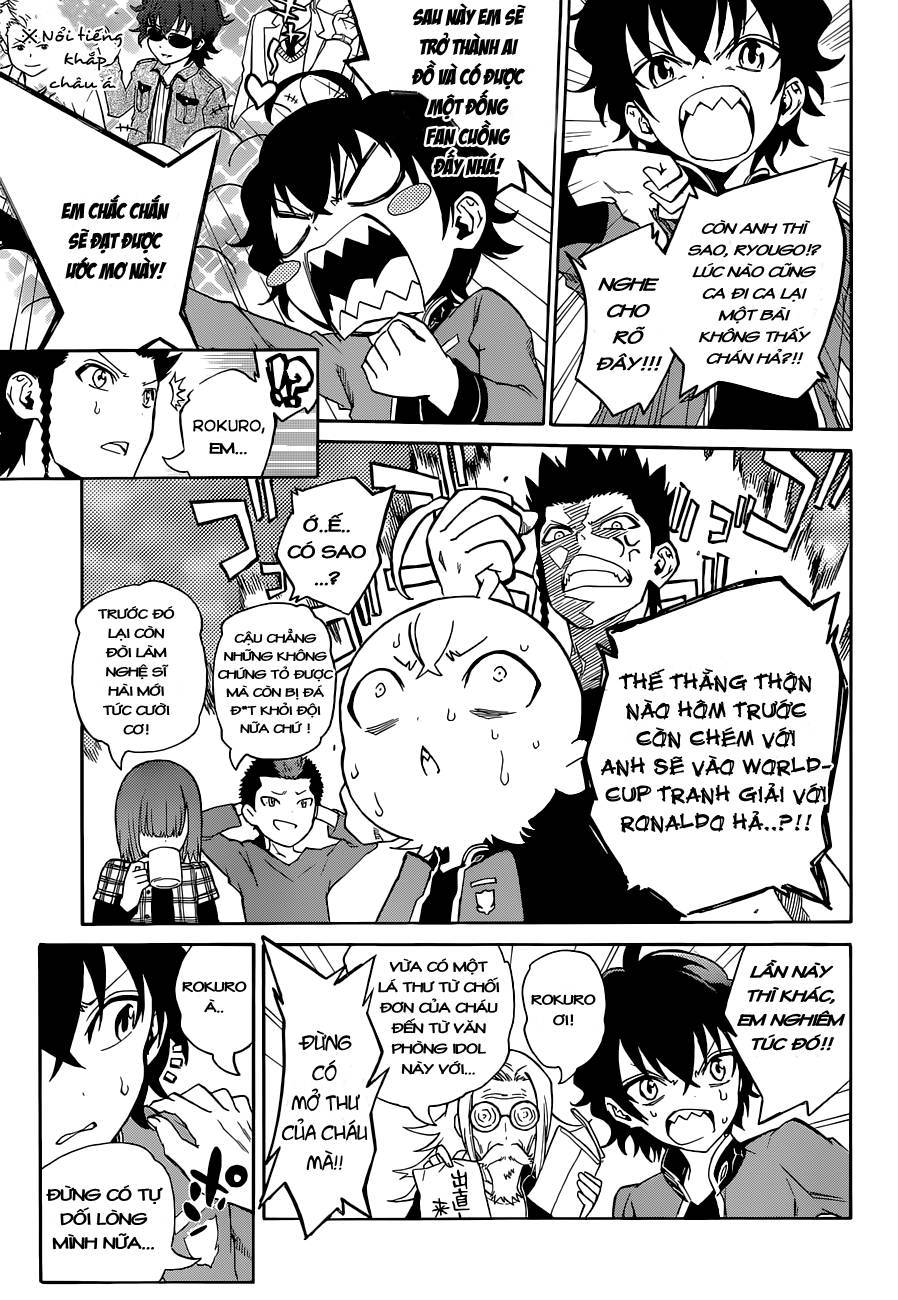 CÒN ANH THÌ
SAO, RYOUGO!?
LÚC NÀO CŨNG
CA ĐI CA LẠI
MỘT BÀI
KHÔNG THẤY
CHÁN HẢ?!!
NGHE
CHO
RÕ
ĐÂY!!!
SAU NÀY EM SẼ
TRỞ THÀNH AI
ĐỒ VÀ CÓ ĐƯỢC
MỘT ĐỐNG
FAN CUỒNG
ĐẤY NHÁ!
※ Nổi tiếng
khắp
châu á
EM CHẮC CHẮN
SẼ ĐẠT ĐƯỢC
ƯỚC MƠ NÀY!
!?
ROKURO,
EM...
Ớ..Ế..
CÓ SAO
...?
THẾ THẰNG THỘN
NÀO HÔM TRƯỚC
CÒN CHÉM VỚI
ANH SẼ VÀO WORLD-
CUP TRANH GIẢI VỚI
RONALDO HẢ..?!!
CẬU CHẲNG
NHỮNG KHÔNG
CHỨNG TỎ ĐƯỢC
MÀ CÒN BỊ ĐÁ
Đ*T KHỎI ĐỘI
NỮA CHỨ !
TRƯỚC ĐÓ
LẠI CÒN
ĐÒI LÀM
NGHỆ SĨ
HÀI MỚI
TỨC CƯỜI
CƠ!
LẦN NÀY
THÌ KHÁC,
EM NGHIÊM
TÚC ĐÓ!!
ROKURO
ƠI!
VỪA CÓ MỘT
LÁ THƯ TỪ CHỐI
ĐƠN CỦA CHÁU
ĐẾN TỪ VĂN
PHÒNG IDOL
NÀY VỚI...
出直
来
ĐỪNG
CÓ
MỞ THƯ
CỦA CHÁU
MÀ!!
ROKURO
À..
ポン
ĐỪNG CÓ TỰ
DỐI LÒNG
MÌNH NỮA...